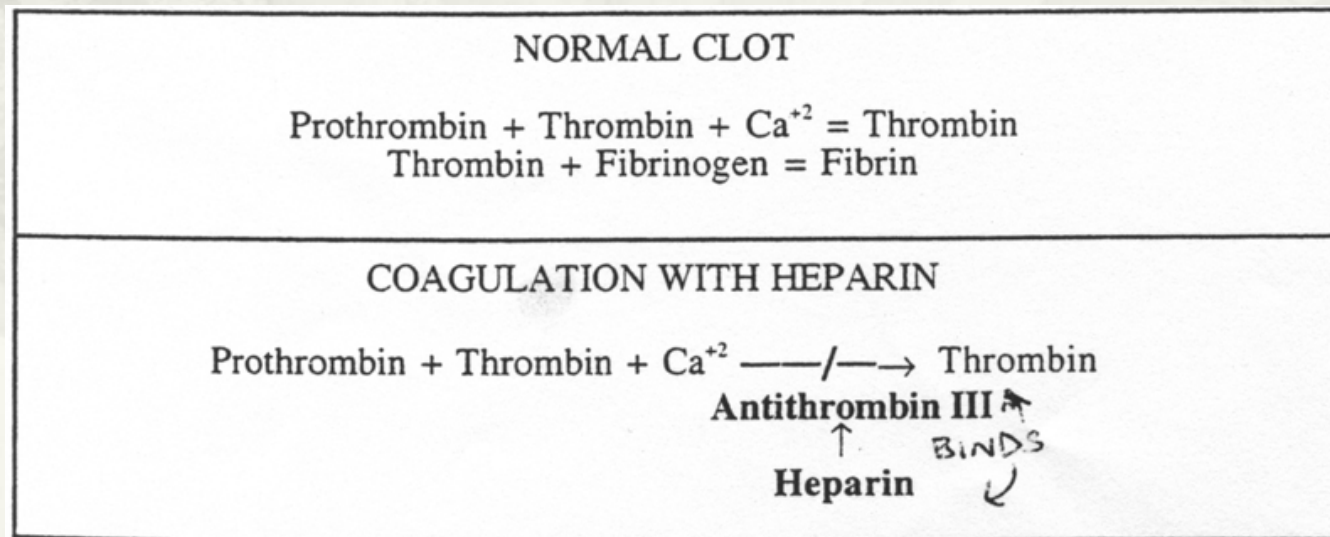 NORMAL CLOT
Prothrombin + Thrombin + Ca⁺² = Thrombin
Thrombin + Fibrinogen = Fibrin
COAGULATION WITH HEPARIN
Prothrombin + Thrombin + Ca⁺² ——/—→ Thrombin
Antithrombin III
↑ BINDS
Heparin